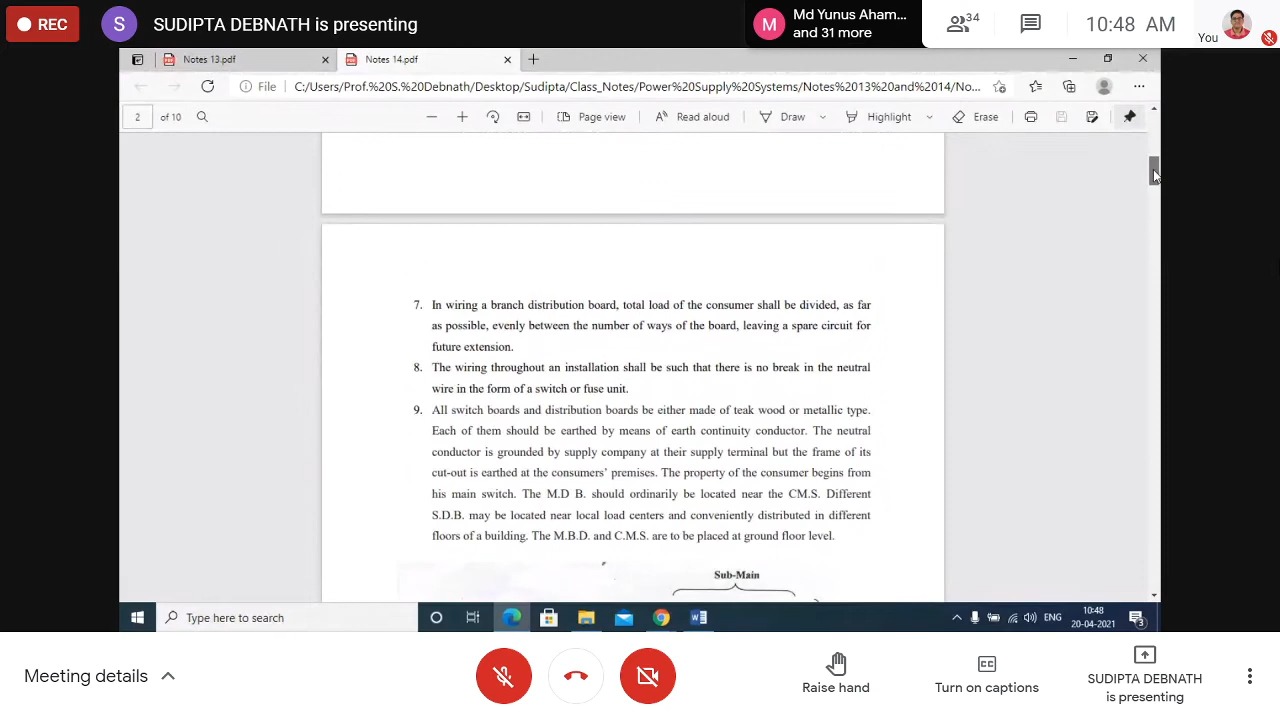 REC
S
SUDIPTA DEBNATH is presenting
M
Md Yunus Aham...
and 31 more
34
10:48 AM
You
Notes 13.pdf
Notes 14.pdf
File
C:/Users/Prof.%20S.%20Debnath/Desktop/Sudipta/Class_Notes/Power%20Supply%20Systems/Notes%2013%20and%2014/No...
2
of 10
Page view
Read aloud
Draw
Highlight
Erase
7. In wiring a branch distribution board, total load of the consumer shall be divided, as far
as possible, evenly between the number of ways of the board, leaving a spare circuit for
future extension.
8. The wiring throughout an installation shall be such that there is no break in the neutral
wire in the form of a switch or fuse unit.
9. All switch boards and distribution boards be either made of teak wood or metallic type.
Each of them should be earthed by means of earth continuity conductor. The neutral
conductor is grounded by supply company at their supply terminal but the frame of its
cut-out is earthed at the consumers' premises. The property of the consumer begins from
his main switch. The M.D B. should ordinarily be located near the CM.S. Different
S.D.B. may be located near local load centers and conveniently distributed in different
floors of a building. The M.B.D. and C.M.S. are to be placed at ground floor level.
Sub-Main
Type here to search
ENG
10:48
20-04-2021
3
Meeting details
Raise hand
Turn on captions
SUDIPTA DEBNATH
is presenting